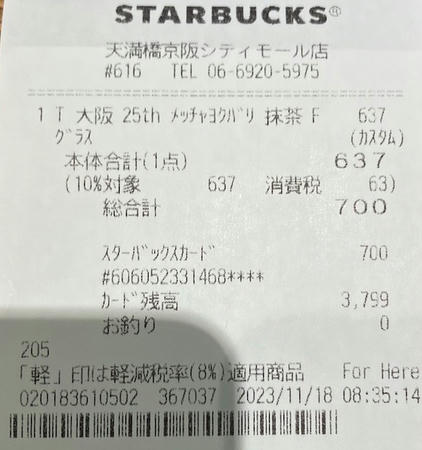 STARBUCKS®
天満橋京阪シティモール店
#616 TEL 06-6920-5975
1 T 大阪 25th ﾒｯﾁｬﾖｸﾊﾞﾘ 抹茶 F 637
ｸﾞﾗｽ (ｶｽﾀﾑ)
本体合計(1点) 637
(10%対象 637 消費税 63)
総合計 700
ｽﾀｰﾊﾞｯｸｽｶｰﾄﾞ 700
#606052331468****
ｶｰﾄﾞ残高 3,799
お釣り 0
205
「軽」印は軽減税率(8%)適用商品 For Here
020183610502 367037 2023/11/18 08:35:14